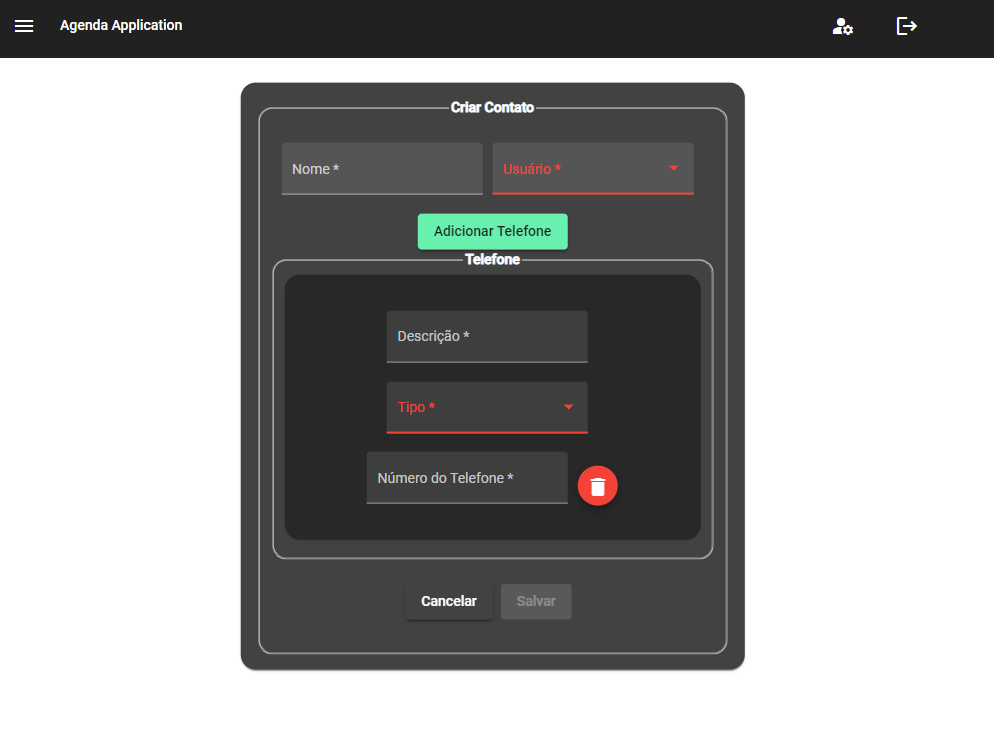 Agenda Application
Criar Contato
Nome *
Usuário *
Adicionar Telefone
Telefone
Descrição *
Tipo *
Número do Telefone *
Cancelar
Salvar